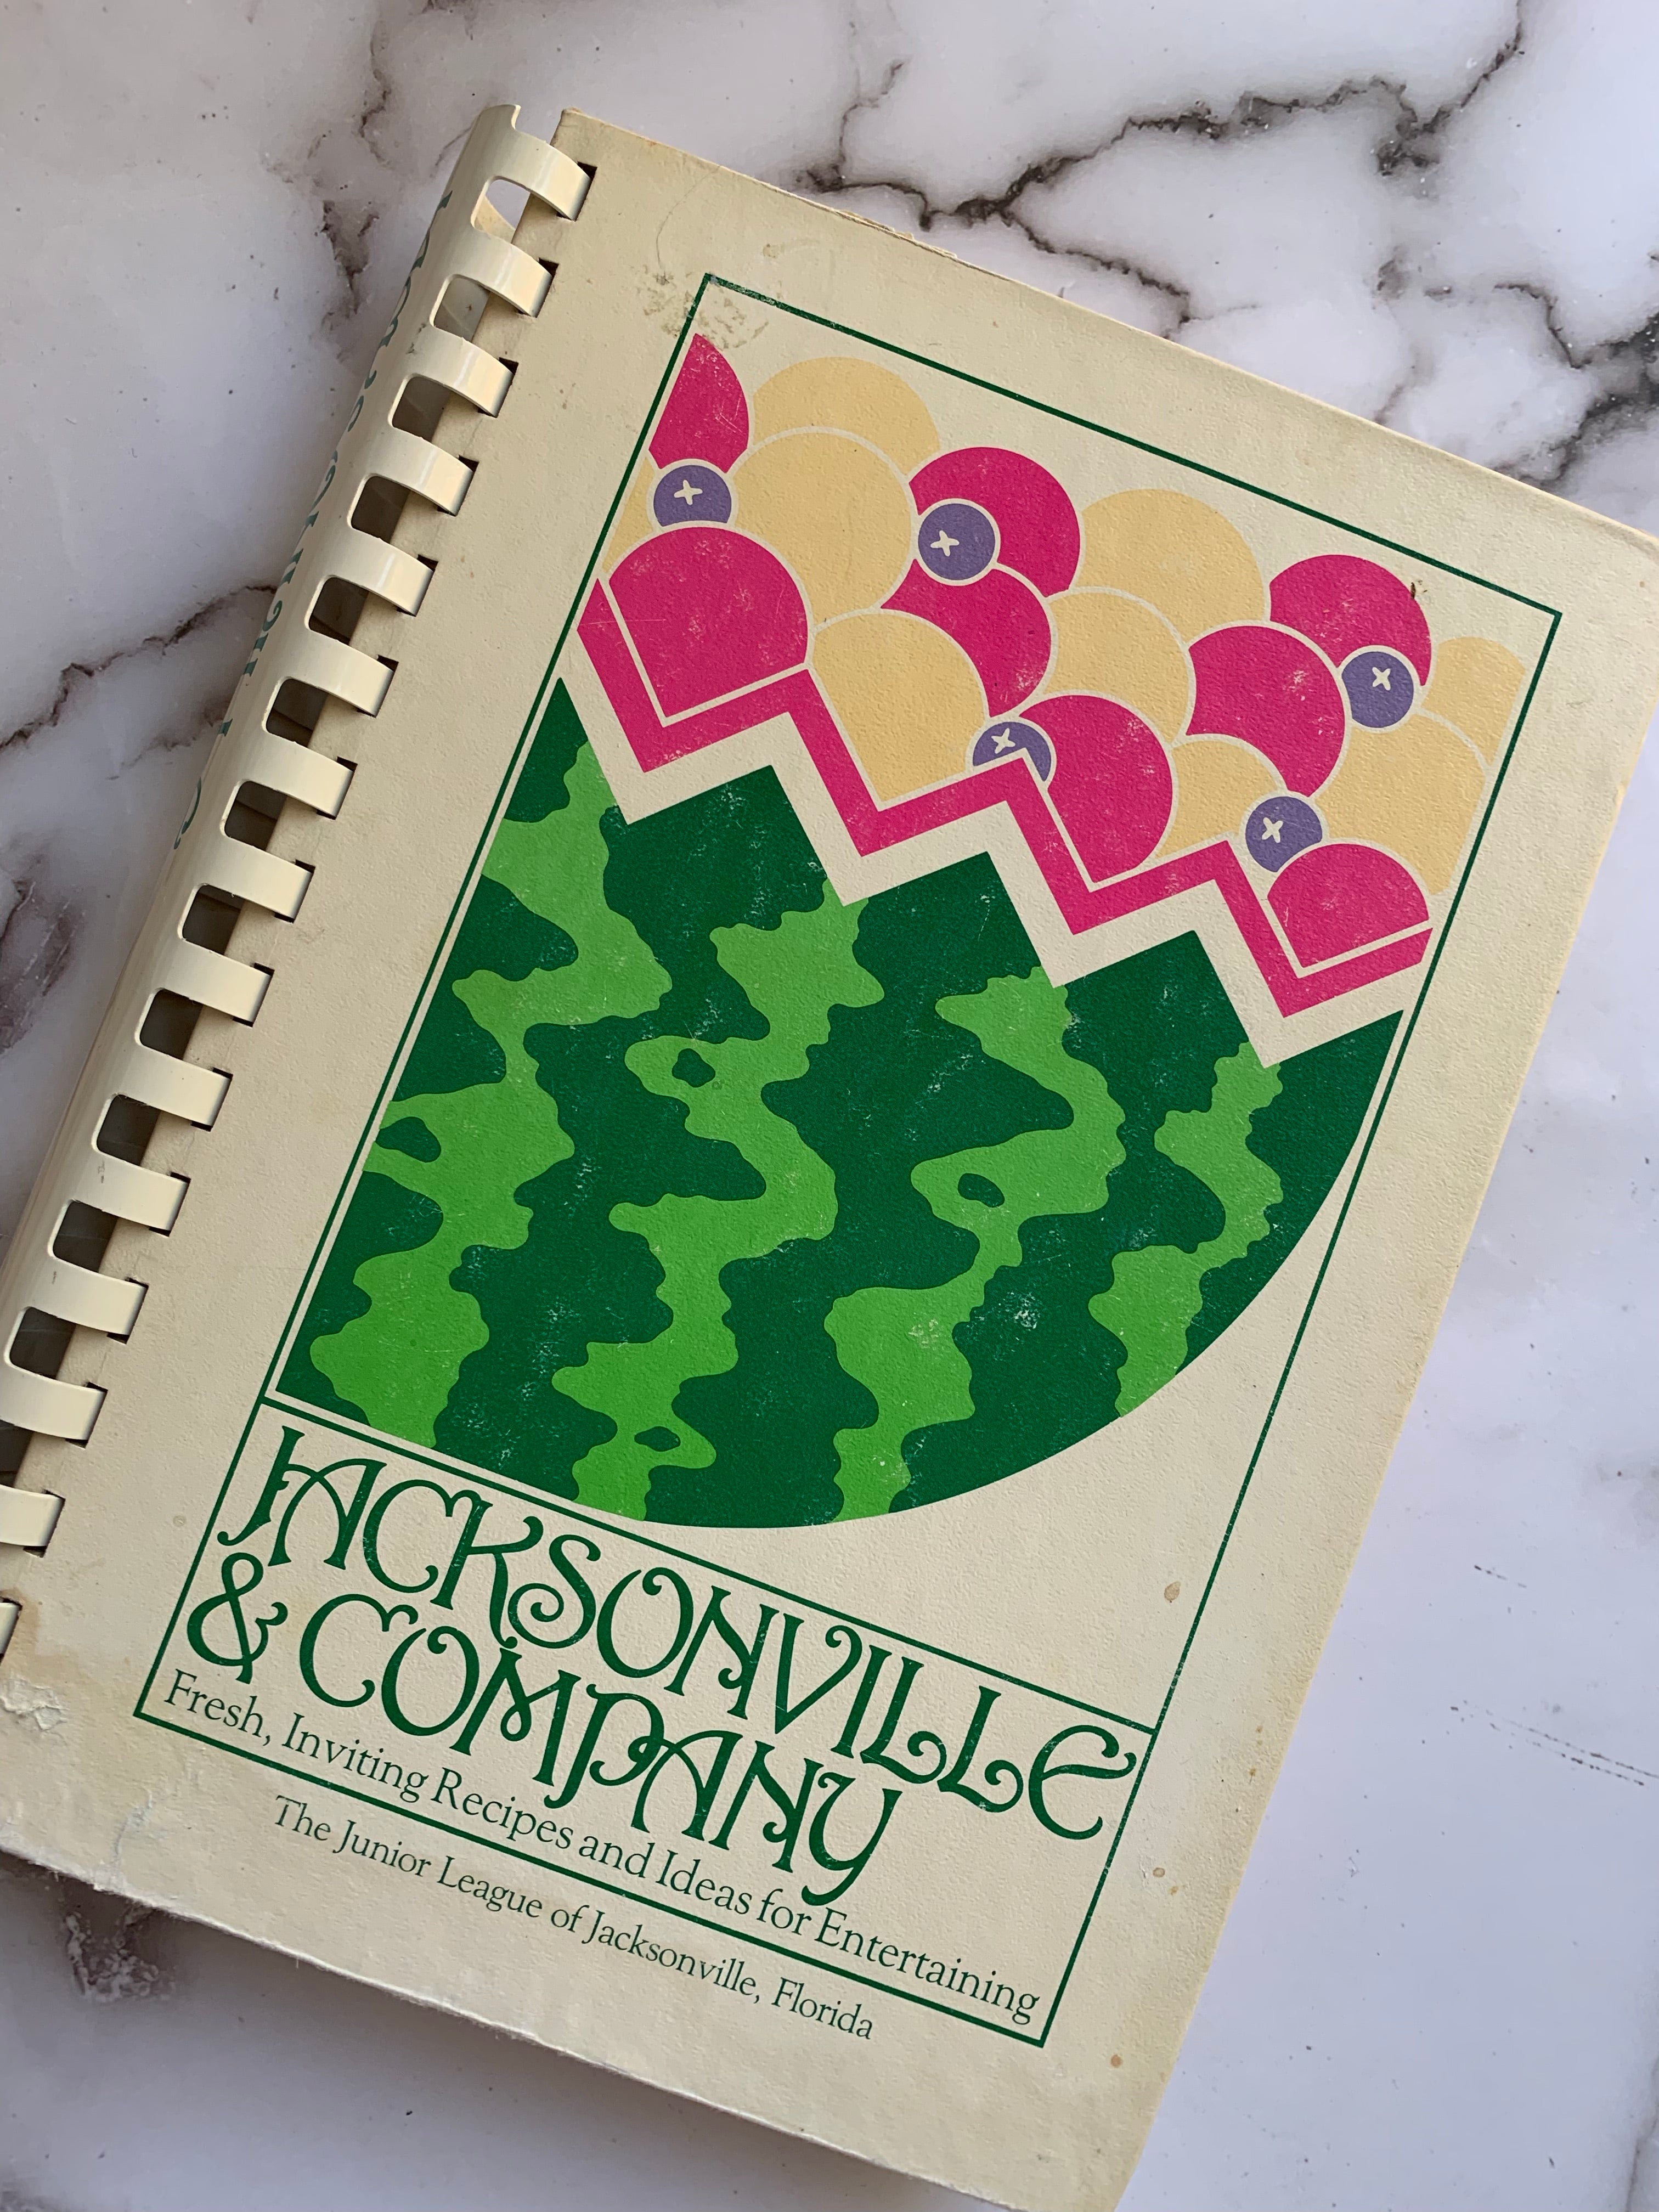 JACKSONVILLE
& COMPANY
Fresh, Inviting Recipes and Ideas for Entertaining
The Junior League of Jacksonville, Florida